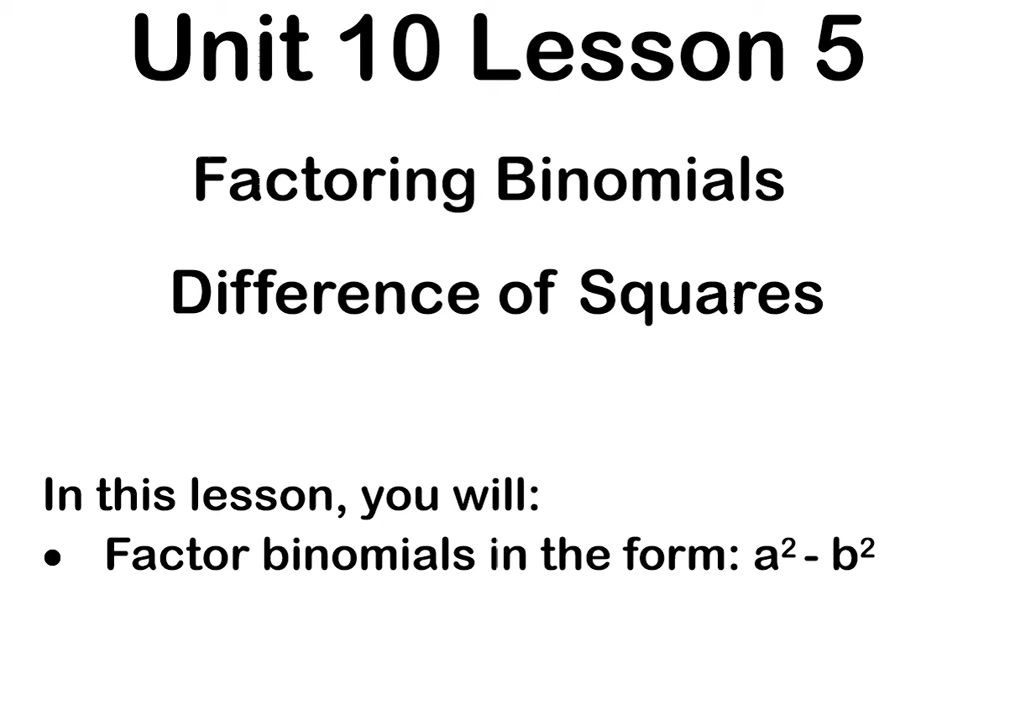 Unit 10 Lesson 5
Factoring Binomials
Difference of Squares
In this lesson, you will:
• Factor binomials in the form: a² - b²